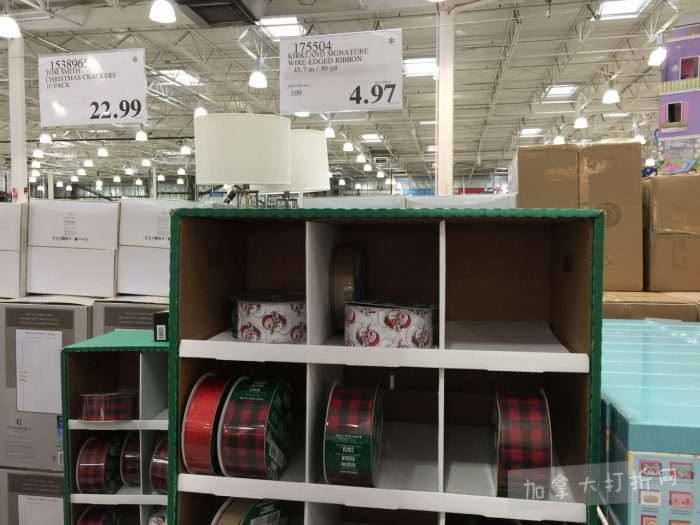 1538965
TOM SMITH
CHRISTMAS CRACKERS
10 PACK
22.99
175504 *
KIRKLAND SIGNATURE
WIRE-EDGED RIBBON
45.7 m / 50 yd
.109
4.97
加拿大打折网